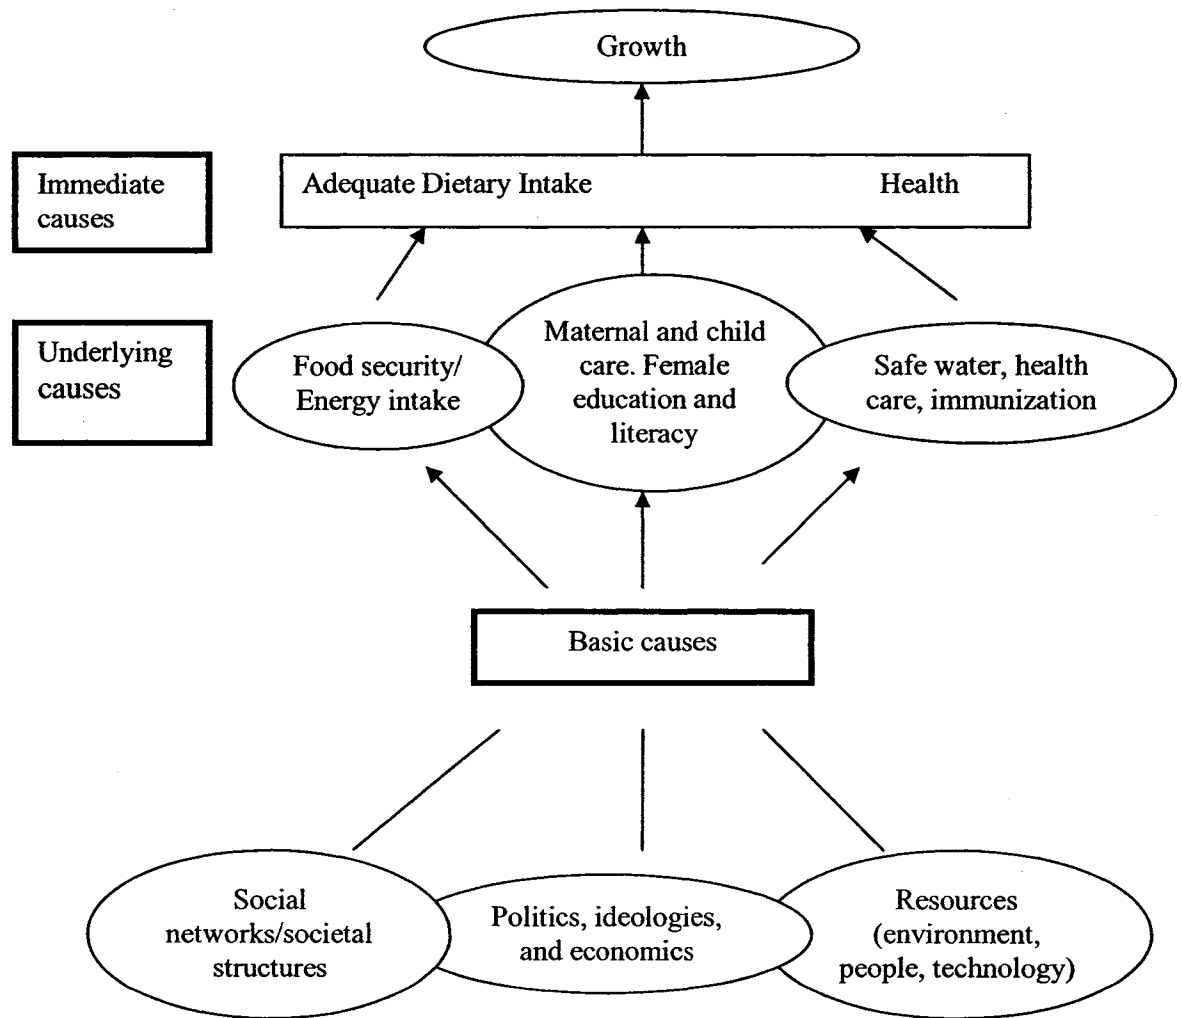 Growth
Immediate
causes
Adequate Dietary Intake Health
Underlying
causes
Food security/
Energy intake
Maternal and child
care. Female
education and
literacy
Safe water, health
care, immunization
Basic causes
Social
networks/societal
structures
Politics, ideologies,
and economics
Resources
(environment,
people, technology)